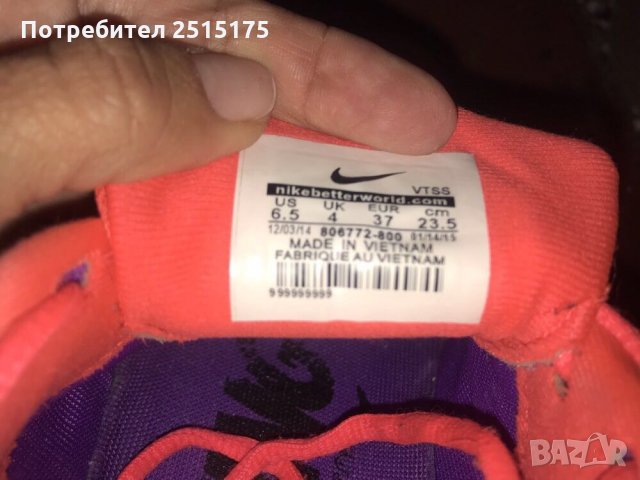 Потребител 2515175
VTSS
nikebetterworld.com
US UK EUR cm
6.5 4 37 23.5
12/03/14 806772-800 01/14/15
MADE IN VIETNAM
FABRIQUE AU VIETNAM
999999999
BAZAR